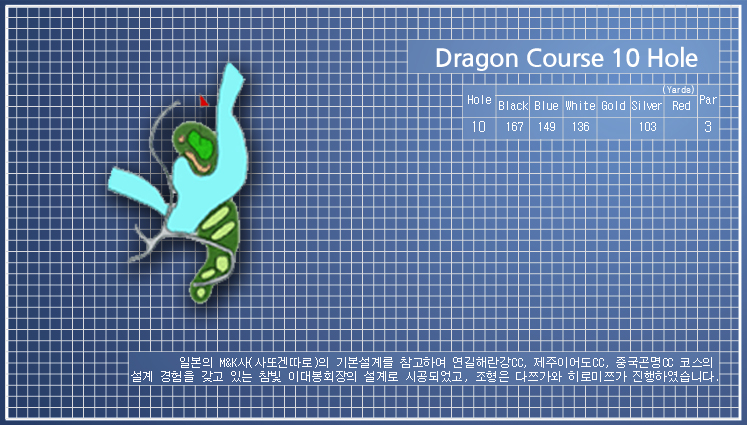 Dragon Course 10 Hole
(Yards)
Hole Black Blue White Gold Silver Red Par
10 167 149 136 103 3
일본의 M&K사(사또겐따로)의 기본설계를 참고하여 연길해란강CC, 제주이어도CC, 중국곤명CC 코스의
설계 경험을 갖고 있는 참빛 이대봉회장의 설계로 시공되었고, 조형은 다쯔가와 히로미쯔가 진행하였습니다.